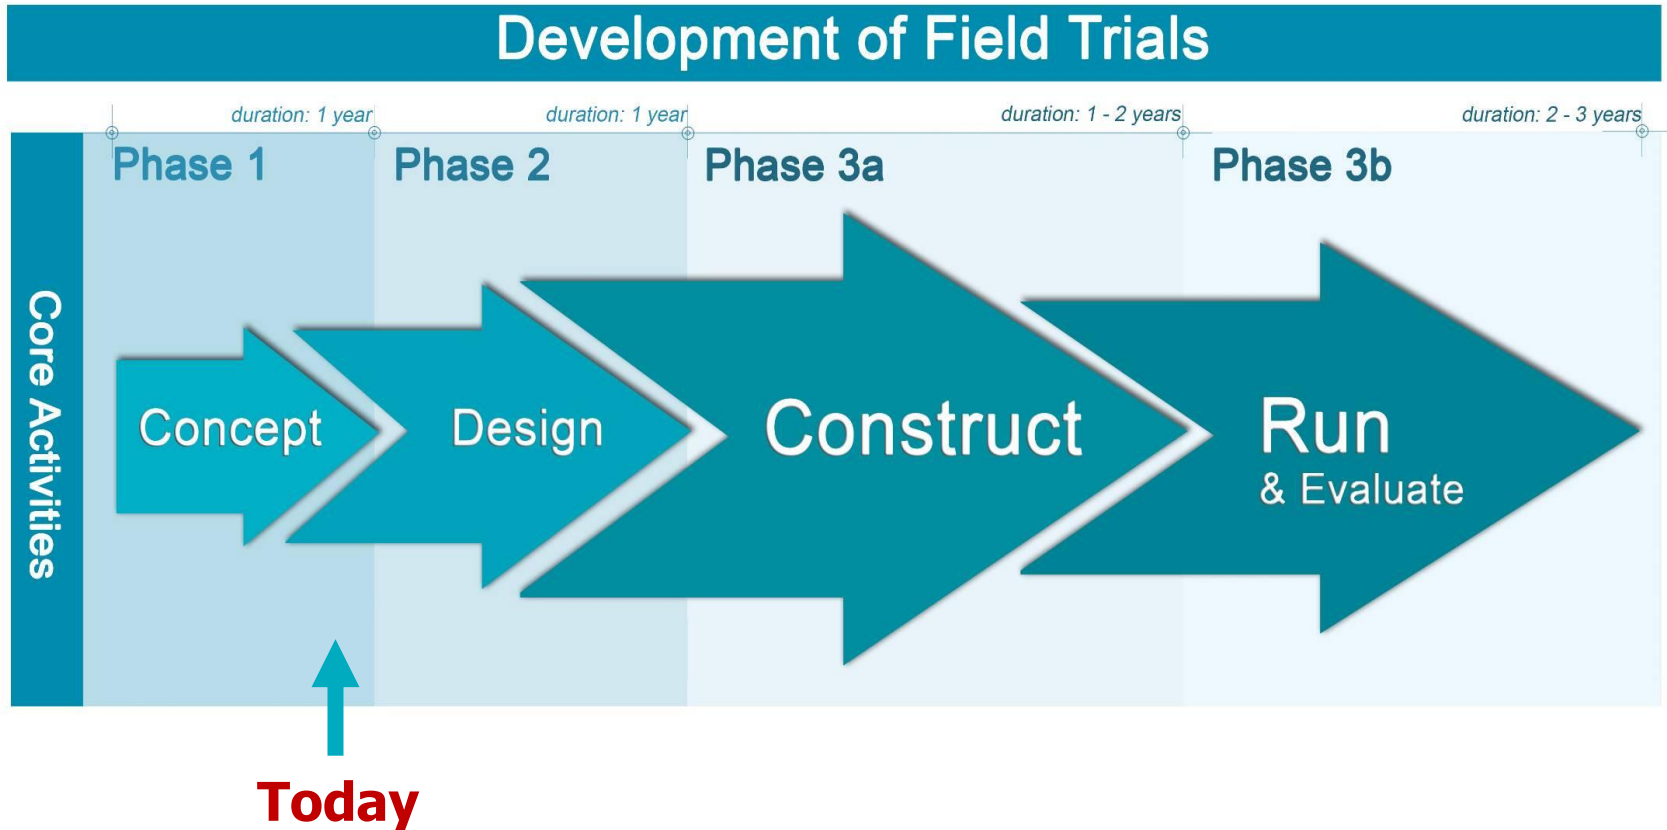 Development of Field Trials
duration: 1 year
duration: 1 year
duration: 1 - 2 years
duration: 2 - 3 years
Phase 1
Phase 2
Phase 3a
Phase 3b
Core Activities
Concept
Design
Construct
Run
& Evaluate
Today